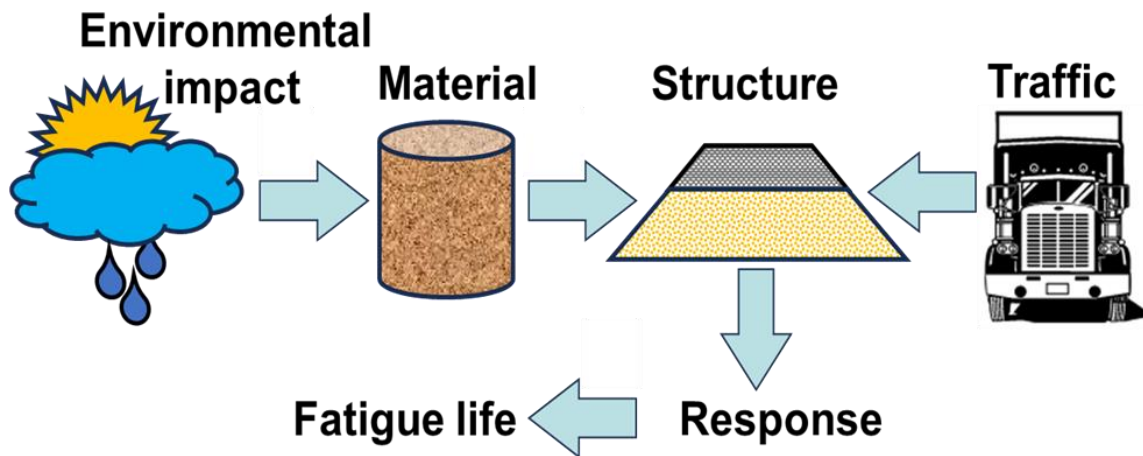 Environmental
impact
Material
Structure
Traffic
Fatigue life
Response